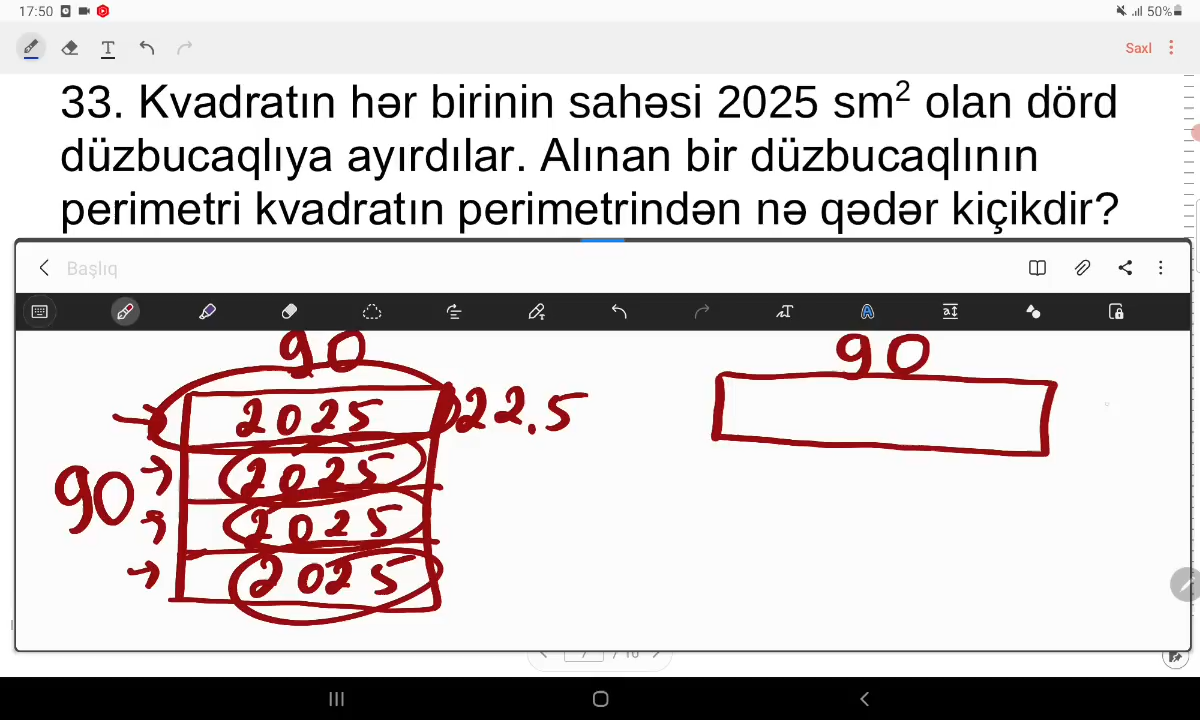 17:50
50%
Saxl
33. Kvadratın hər birinin sahəsi 2025 sm² olan dörd
düzbucaqlıya ayırdılar. Alınan bir düzbucaqlının
perimetri kvadratın perimetrindən nə qədər kiçikdir?
Başlıq
90
90
2025
22.5
2025
90
2025
2025